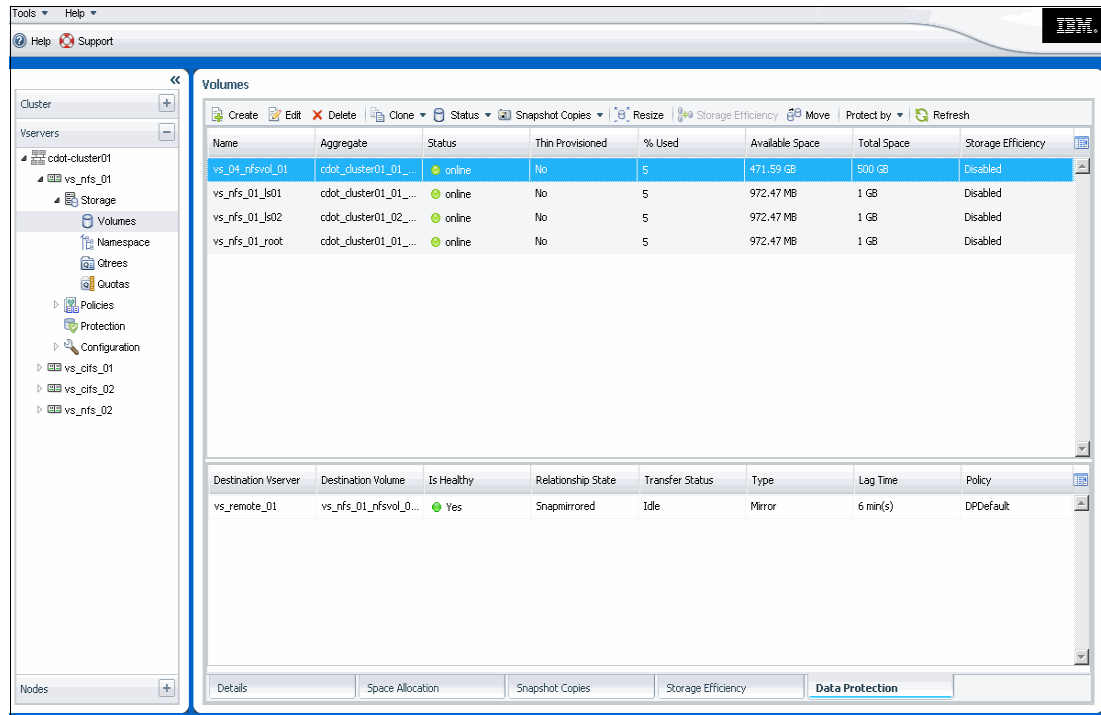 Tools Help
IBM.
Help Support
Cluster
Vservers
cdot-cluster01
vs_nfs_01
Storage
Volumes
Namespace
Qtrees
Quotas
Policies
Protection
Configuration
vs_cifs_01
vs_cifs_02
vs_nfs_02
Nodes
Volumes
Create Edit Delete Clone Status Snapshot Copies Resize Storage Efficiency Move Protect by Refresh
Name Aggregate Status Thin Provisioned % Used Available Space Total Space Storage Efficiency
vs_04_nfsvol_01 cdot_cluster01_01_... online No 5 471.59 GB 500 GB Disabled
vs_nfs_01_ls01 cdot_cluster01_01_... online No 5 972.47 MB 1 GB Disabled
vs_nfs_01_ls02 cdot_cluster01_02_... online No 5 972.47 MB 1 GB Disabled
vs_nfs_01_root cdot_cluster01_01_... online No 5 972.47 MB 1 GB Disabled
Destination Vserver Destination Volume Is Healthy Relationship State Transfer Status Type Lag Time Policy
vs_remote_01 vs_nfs_01_nfsvol_0... Yes Snapmirrored Idle Mirror 6 min(s) DPDefault
Details Space Allocation Snapshot Copies Storage Efficiency Data Protection